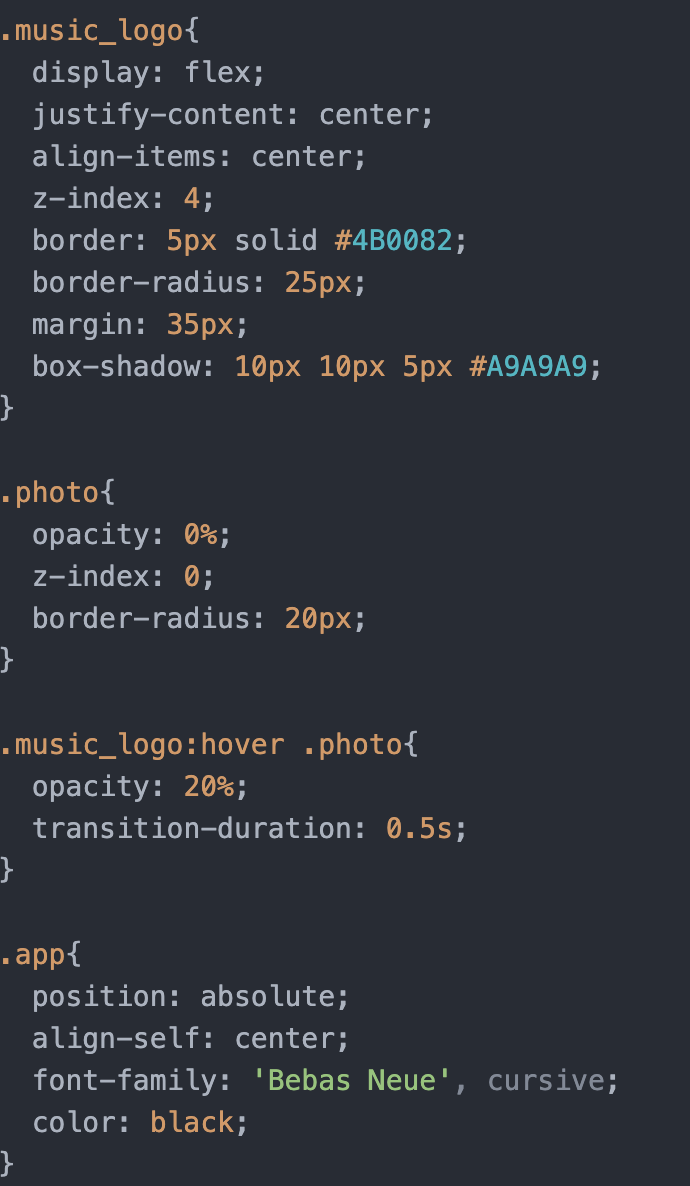 .music_logo{
  display: flex;
  justify-content: center;
  align-items: center;
  z-index: 4;
  border: 5px solid #4B0082;
  border-radius: 25px;
  margin: 35px;
  box-shadow: 10px 10px 5px #A9A9A9;
}

.photo{
  opacity: 0%;
  z-index: 0;
  border-radius: 20px;
}

.music_logo:hover .photo{
  opacity: 20%;
  transition-duration: 0.5s;
}

.app{
  position: absolute;
  align-self: center;
  font-family: 'Bebas Neue', cursive;
  color: black;
}